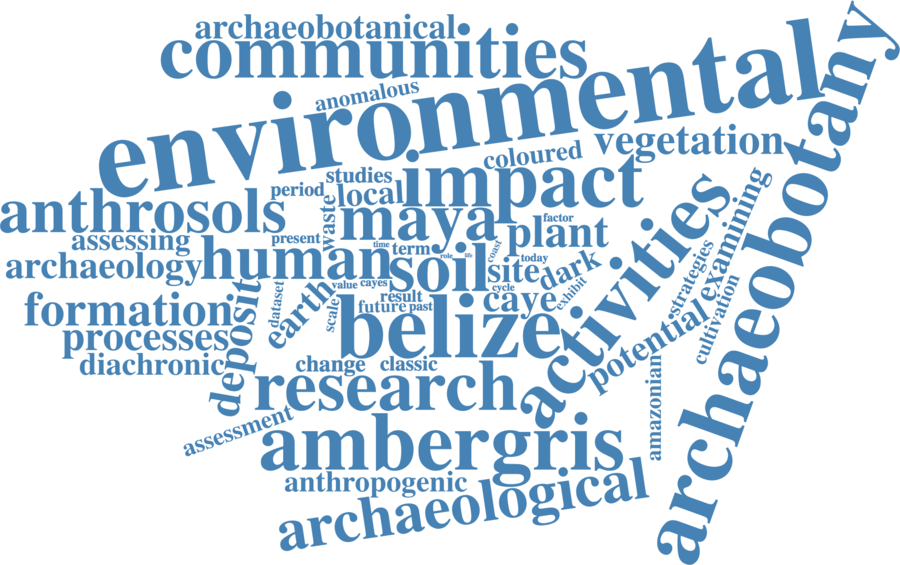 archaeobotanical
communities
anomalous
environmental
archaeobotany
vegetation
coloured
studies
impact
period
local
anthrosols
waste
maya
factor
plant
activities
examining
assessing
present
time
term
role
life
coast
archaeology
human
soil
site
today
dark
strategies
value
cayes
cycle
exhibit
dataset
earth
scale
result
future
past
caye
formation
deposit
belize
potential
cultivation
processes
diachronic
change
classic
research
amazonian
assessment
ambergris
anthropogenic
archaeological